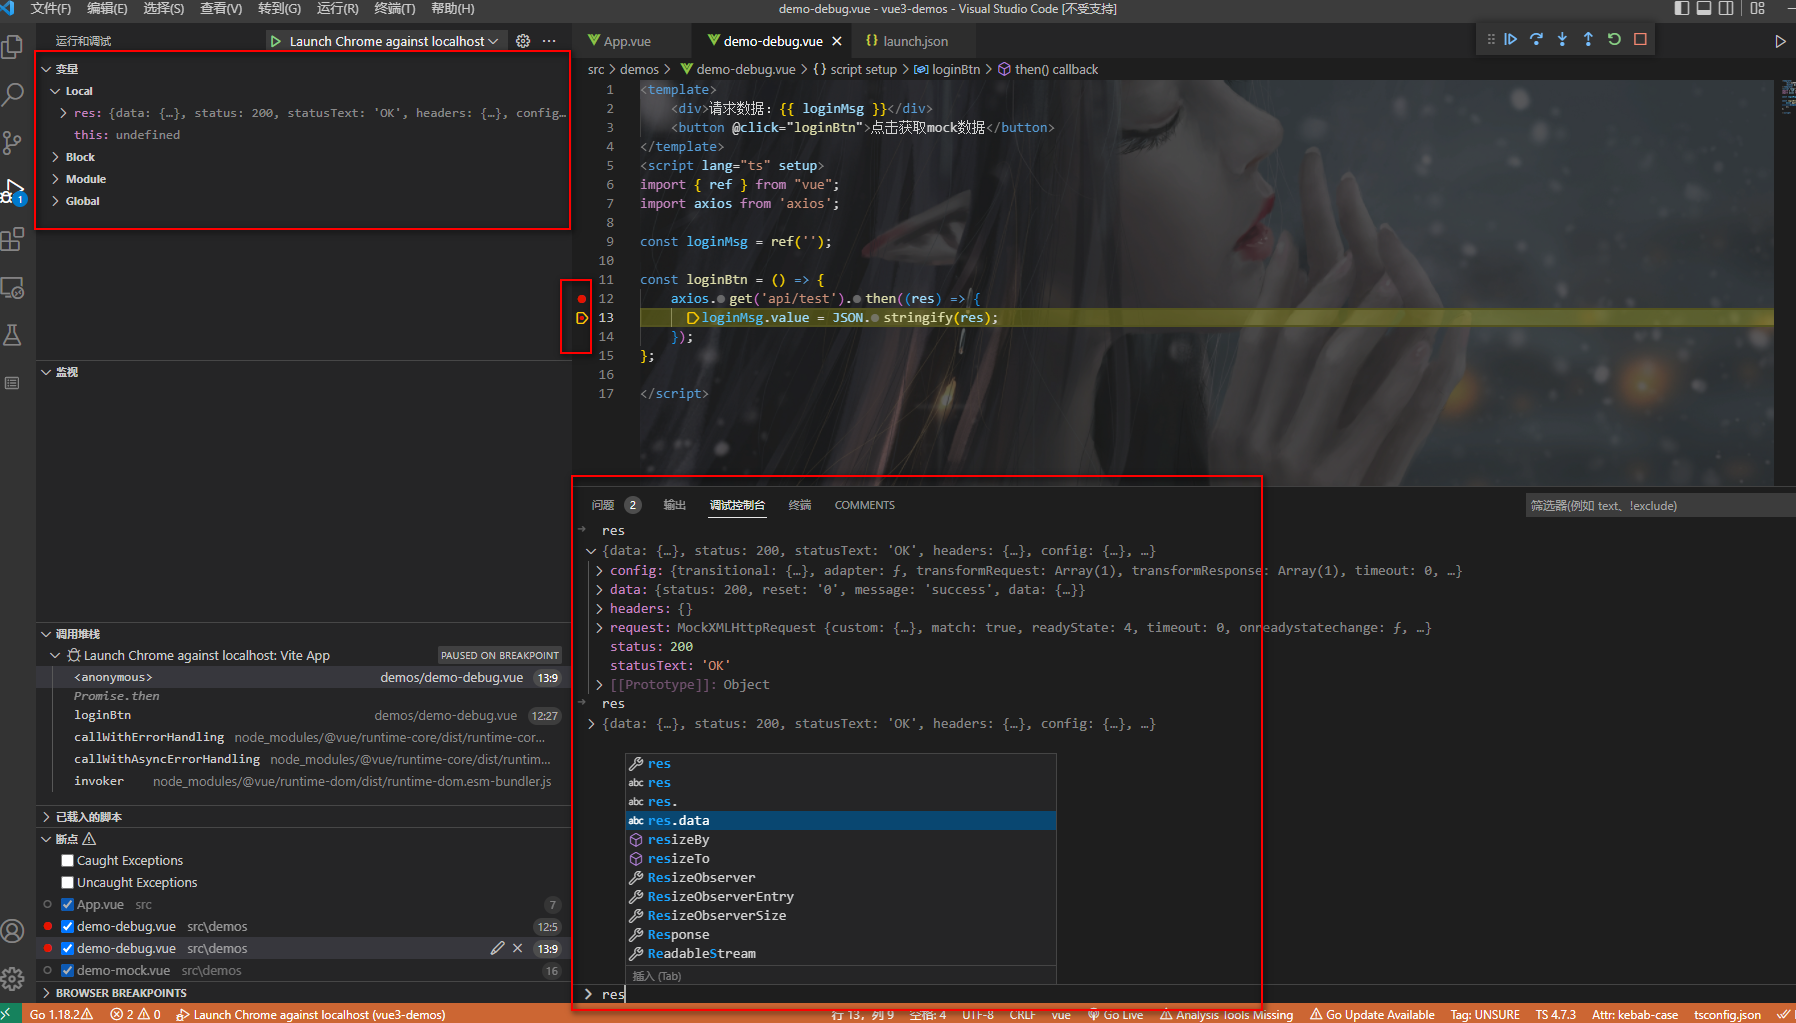 文件(F) 编辑(E) 选择(S) 查看(V) 转到(G) 运行(R) 终端(T) 帮助(H) demo-debug.vue - vue3-demos - Visual Studio Code [不受支持]
运行和调试 Launch Chrome against localhost
变量
Local
res: {data: {…}, status: 200, statusText: 'OK', headers: {…}, config…
this: undefined
Block
Module
Global
监视
调用堆栈
Launch Chrome against localhost: Vite App PAUSED ON BREAKPOINT
<anonymous> demos/demo-debug.vue 13:9
Promise.then
loginBtn demos/demo-debug.vue 12:27
callWithErrorHandling node_modules/@vue/runtime-core/dist/runtime-cor...
callWithAsyncErrorHandling node_modules/@vue/runtime-core/dist/runtim...
invoker node_modules/@vue/runtime-dom/dist/runtime-dom.esm-bundler.js
已载入的脚本
断点
Caught Exceptions
Uncaught Exceptions
App.vue src 7
demo-debug.vue src\demos 12:5
demo-debug.vue src\demos 13:9
demo-mock.vue src\demos 16
BROWSER BREAKPOINTS
App.vue demo-debug.vue launch.json
src > demos > demo-debug.vue > {} script setup > loginBtn > then() callback
1 <template>
2 <div>请求数据: {{ loginMsg }}</div>
3 <button @click="loginBtn">点击获取mock数据</button>
4 </template>
5 <script lang="ts" setup>
6 import { ref } from "vue";
7 import axios from 'axios';
8
9 const loginMsg = ref('');
10
11 const loginBtn = () => {
12 axios.get('api/test').then((res) => {
13 loginMsg.value = JSON.stringify(res);
14 });
15 };
16
17 </script>
问题 2 输出 调试控制台 终端 COMMENTS 筛选器(例如 text、!exclude)
res
{data: {…}, status: 200, statusText: 'OK', headers: {…}, config: {…}, …}
config: {transitional: {…}, adapter: ƒ, transformRequest: Array(1), transformResponse: Array(1), timeout: 0, …}
data: {status: 200, reset: '0', message: 'success', data: {…}}
headers: {}
request: MockXMLHttpRequest {custom: {…}, match: true, readyState: 4, timeout: 0, onreadystatechange: ƒ, …}
status: 200
statusText: 'OK'
[[Prototype]]: Object
res
{data: {…}, status: 200, statusText: 'OK', headers: {…}, config: {…}, …}
res
abc res
abc res.
abc res.data
resizeBy
resizeTo
ResizeObserver
ResizeObserverEntry
ResizeObserverSize
Response
ReadableStream
插入 (Tab)
> res
1
Go 1.18.2 2 0 Launch Chrome against localhost (vue3-demos) 行 13, 列 9 空格: 4 UTF-8 CRLF vue Go Live Analysis Tools Missing Go Update Available Tag: UNSURE TS 4.7.3 Attr: kebab-case tsconfig.json